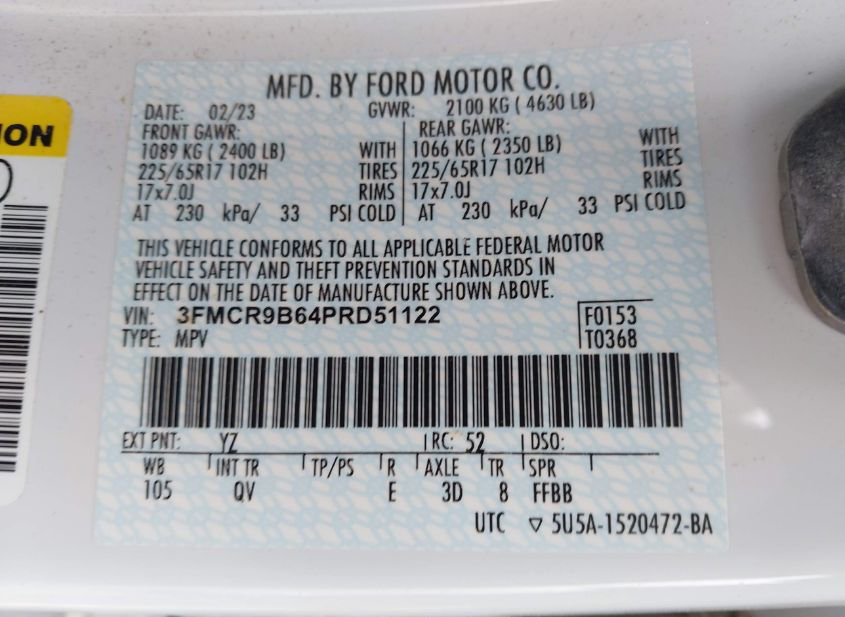 ION
MFD. BY FORD MOTOR CO.
DATE: 02/23 GVWR: 2100 KG ( 4630 LB)
FRONT GAWR: REAR GAWR:
1089 KG ( 2400 LB) WITH 1066 KG ( 2350 LB) WITH
225/65R17 102H TIRES 225/65R17 102H TIRES
17x7.0J RIMS 17x7.0J RIMS
AT 230 kPa/ 33 PSI COLD AT 230 kPa/ 33 PSI COLD
THIS VEHICLE CONFORMS TO ALL APPLICABLE FEDERAL MOTOR
VEHICLE SAFETY AND THEFT PREVENTION STANDARDS IN
EFFECT ON THE DATE OF MANUFACTURE SHOWN ABOVE.
VIN: 3FMCR9B64PRD51122 F0153
TYPE: MPV T0368
EXT PNT: YZ RC: 52 DSO:
WB INT TR TP/PS R AXLE TR SPR
105 QV E 3D 8 FFBB
UTC ▽ 5U5A-1520472-BA